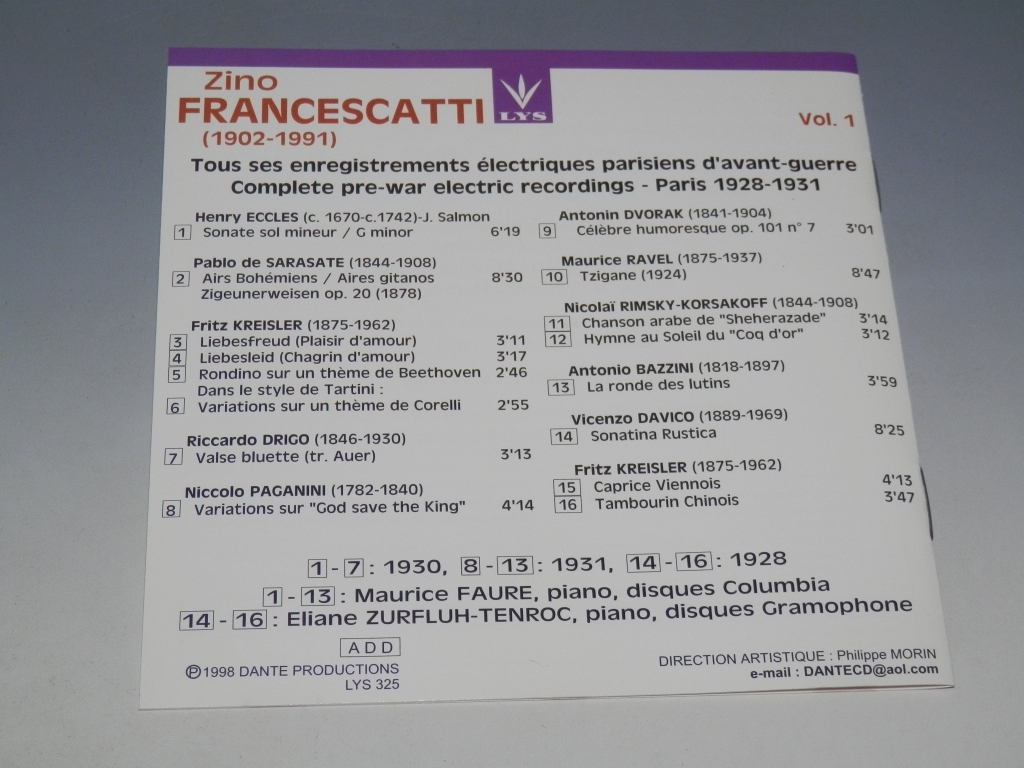 Zino
FRANCESCATTI
(1902-1991)
LYS
Vol. 1
Tous ses enregistrements électriques parisiens d'avant-guerre
Complete pre-war electric recordings - Paris 1928-1931
Henry ECCLES (c. 1670-c.1742)-J. Salmon
1 Sonate sol mineur / G minor 6'19
Pablo de SARASATE (1844-1908)
2 Airs Bohémiens / Aires gitanos 8'30
Zigeunerweisen op. 20 (1878)
Fritz KREISLER (1875-1962)
3 Liebesfreud (Plaisir d'amour) 3'11
4 Liebesleid (Chagrin d'amour) 3'17
5 Rondino sur un thème de Beethoven 2'46
Dans le style de Tartini :
6 Variations sur un thème de Corelli 2'55
Riccardo DRIGO (1846-1930)
7 Valse bluette (tr. Auer) 3'13
Niccolo PAGANINI (1782-1840)
8 Variations sur "God save the King" 4'14
Antonin DVORAK (1841-1904)
9 Célèbre humoresque op. 101 n° 7 3'01
Maurice RAVEL (1875-1937)
10 Tzigane (1924) 8'47
Nicolaï RIMSKY-KORSAKOFF (1844-1908)
11 Chanson arabe de "Sheherazade" 3'14
12 Hymne au Soleil du "Coq d'or" 3'12
Antonio BAZZINI (1818-1897)
13 La ronde des lutins 3'59
Vicenzo DAVICO (1889-1969)
14 Sonatina Rustica 8'25
Fritz KREISLER (1875-1962)
15 Caprice Viennois 4'13
16 Tambourin Chinois 3'47
1 - 7 : 1930, 8 - 13 : 1931, 14 - 16 : 1928
1 - 13 : Maurice FAURE, piano, disques Columbia
14 - 16 : Eliane ZURFLUH-TENROC, piano, disques Gramophone
ADD
℗1998 DANTE PRODUCTIONS
LYS 325
DIRECTION ARTISTIQUE : Philippe MORIN
e-mail : DANTECD@aol.com